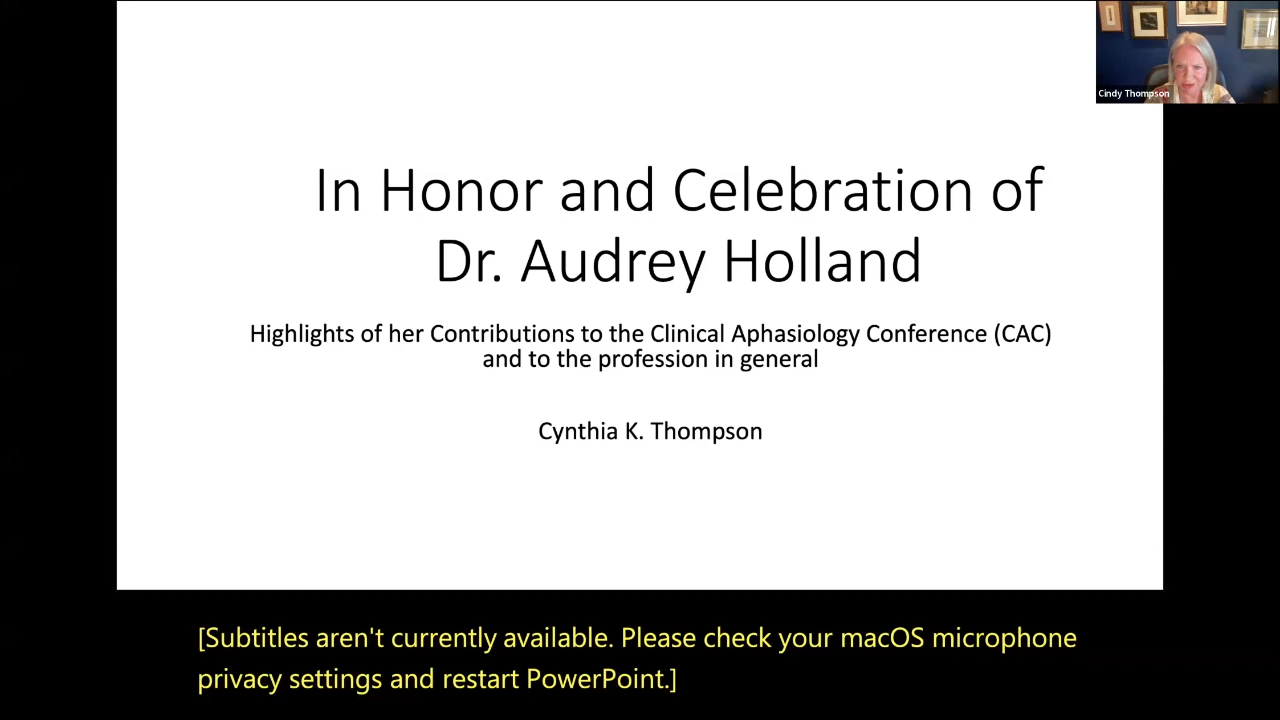 Cindy Thompson
In Honor and Celebration of
Dr. Audrey Holland
Highlights of her Contributions to the Clinical Aphasiology Conference (CAC)
and to the profession in general
Cynthia K. Thompson
[Subtitles aren't currently available. Please check your macOS microphone
privacy settings and restart PowerPoint.]